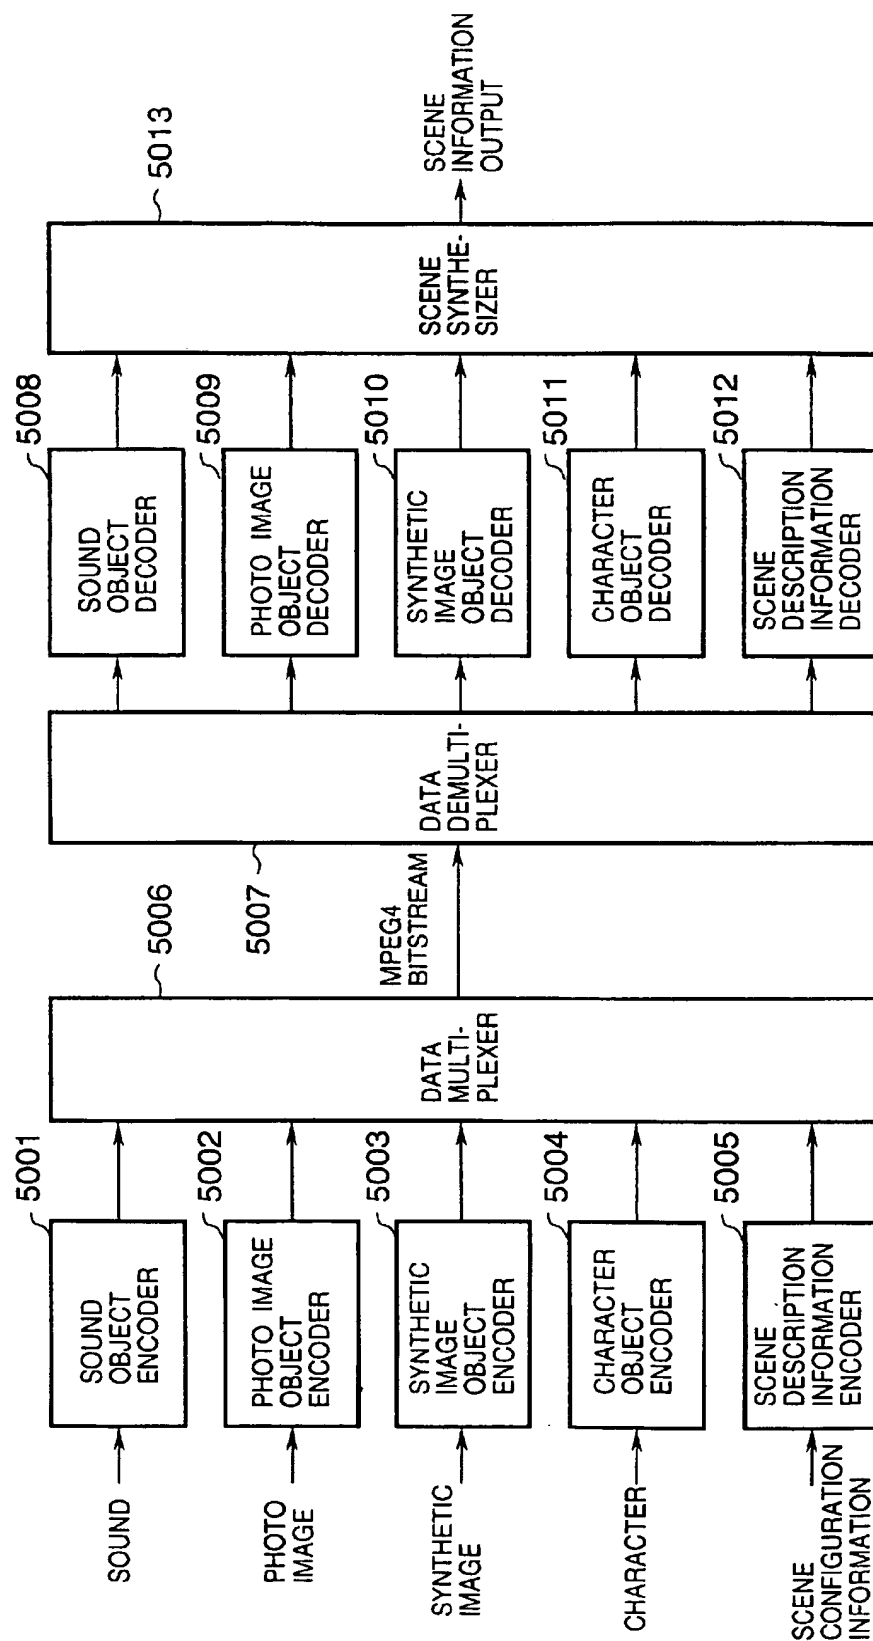 SOUND
PHOTO
IMAGE
SYNTHETIC
IMAGE
CHARACTER
SCENE
CONFIGURATION
INFORMATION
5001
SOUND
OBJECT
ENCODER
5002
PHOTO IMAGE
OBJECT
ENCODER
5003
SYNTHETIC
IMAGE
OBJECT
ENCODER
5004
CHARACTER
OBJECT
ENCODER
5005
SCENE
DESCRIPTION
INFORMATION
ENCODER
5006
DATA
MULTI-
PLEXER
MPEG4
BITSTREAM
5007
DATA
DEMULTI-
PLEXER
5008
SOUND
OBJECT
DECODER
5009
PHOTO IMAGE
OBJECT
DECODER
5010
SYNTHETIC
IMAGE
OBJECT
DECODER
5011
CHARACTER
OBJECT
DECODER
5012
SCENE
DESCRIPTION
INFORMATION
DECODER
5013
SCENE
SYNTHE-
SIZER
SCENE
INFORMATION
OUTPUT